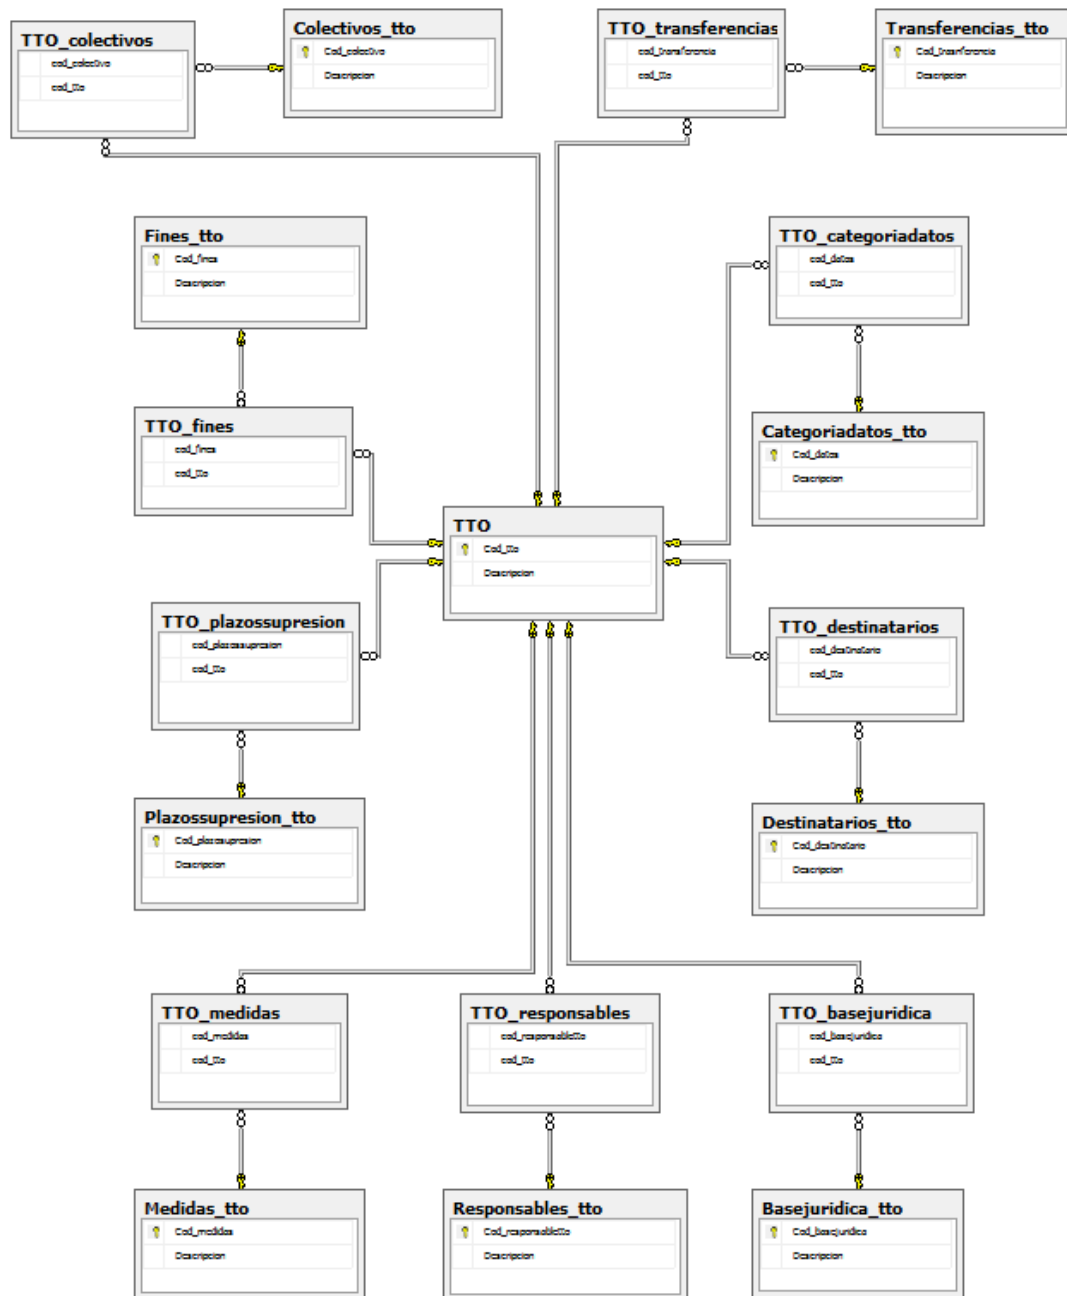 TTO_colectivos
cod_colectivo
cod_tto
Colectivos_tto
Cod_colectivo
Descripcion
TTO_transferencias
cod_transferencia
cod_tto
Transferencias_tto
Cod_trasnferencia
Descripcion
Fines_tto
Cod_fines
Descripcion
TTO_categoriadatos
cod_datos
cod_tto
TTO_fines
cod_fines
cod_tto
Categoriadatos_tto
Cod_datos
Descripcion
TTO
Cod_tto
Descripcion
TTO_plazossupresion
cod_plazossupresion
cod_tto
TTO_destinatarios
cod_destinatario
cod_tto
Plazossupresion_tto
Cod_plazosupresion
Descripcion
Destinatarios_tto
Cod_destinatario
Descripcion
TTO_medidas
cod_medidas
cod_tto
TTO_responsables
cod_responsabletto
cod_tto
TTO_basejuridica
cod_basejuridica
cod_tto
Medidas_tto
Cod_medidas
Descripcion
Responsables_tto
Cod_responsabletto
Descripcion
Basejuridica_tto
Cod_basejuridica
Descripcion